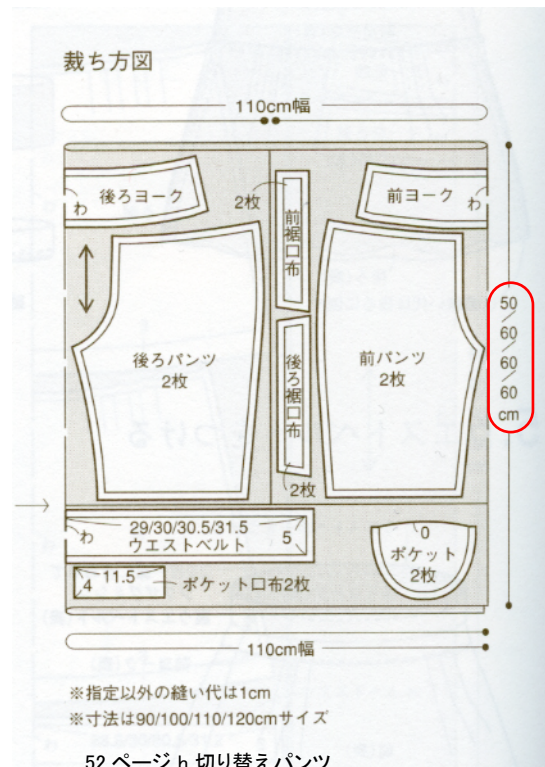 裁ち方図
110cm幅
後ろヨーク
わ
2枚
前裾口布
前ヨーク
わ
50/60/60/60cm
後ろパンツ
2枚
後ろ裾口布
2枚
前パンツ
2枚
29/30/30.5/31.5
わ
ウエストベルト
5
0
ポケット
2枚
11.5
4
ポケット口布2枚
110cm幅
※指定以外の縫い代は1cm
※寸法は90/100/110/120cmサイズ
52 ページ h 切り替えパンツ